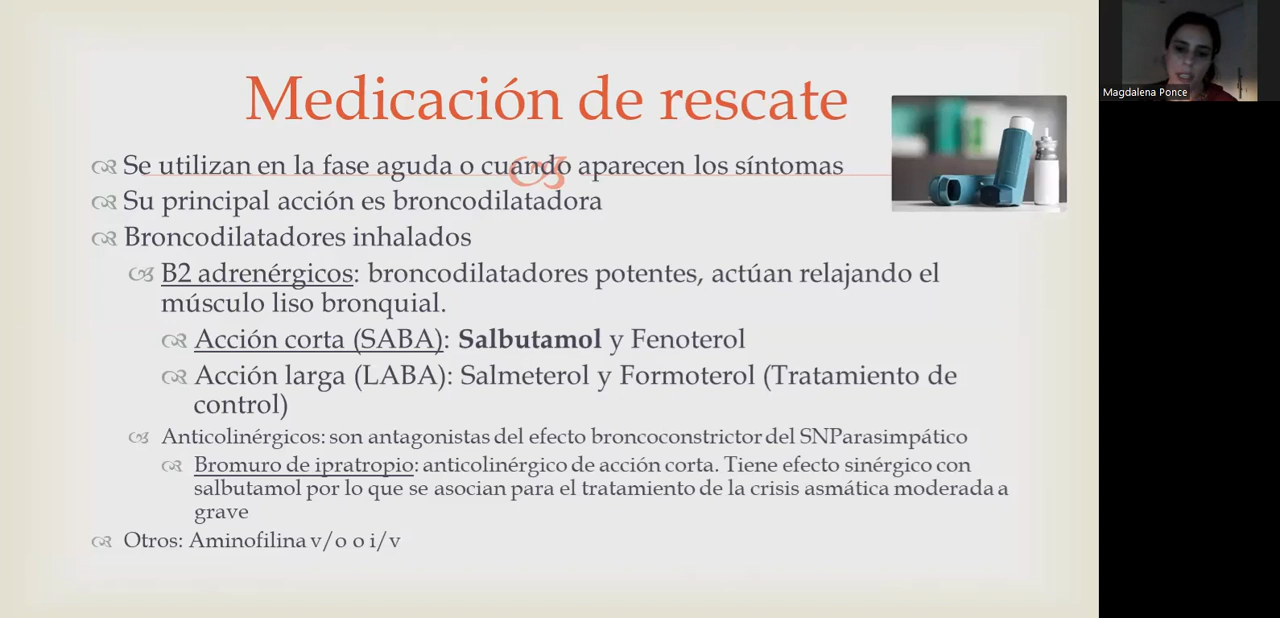 Medicación de rescate
Magdalena Ponce
Se utilizan en la fase aguda o cuando aparecen los síntomas
Su principal acción es broncodilatadora
Broncodilatadores inhalados
B2 adrenérgicos: broncodilatadores potentes, actúan relajando el
músculo liso bronquial.
Acción corta (SABA): Salbutamol y Fenoterol
Acción larga (LABA): Salmeterol y Formoterol (Tratamiento de
control)
Anticolinérgicos: son antagonistas del efecto broncoconstrictor del SNParasimpático
Bromuro de ipratropio: anticolinérgico de acción corta. Tiene efecto sinérgico con
salbutamol por lo que se asocian para el tratamiento de la crisis asmática moderada a
grave
Otros: Aminofilina v/o o i/v